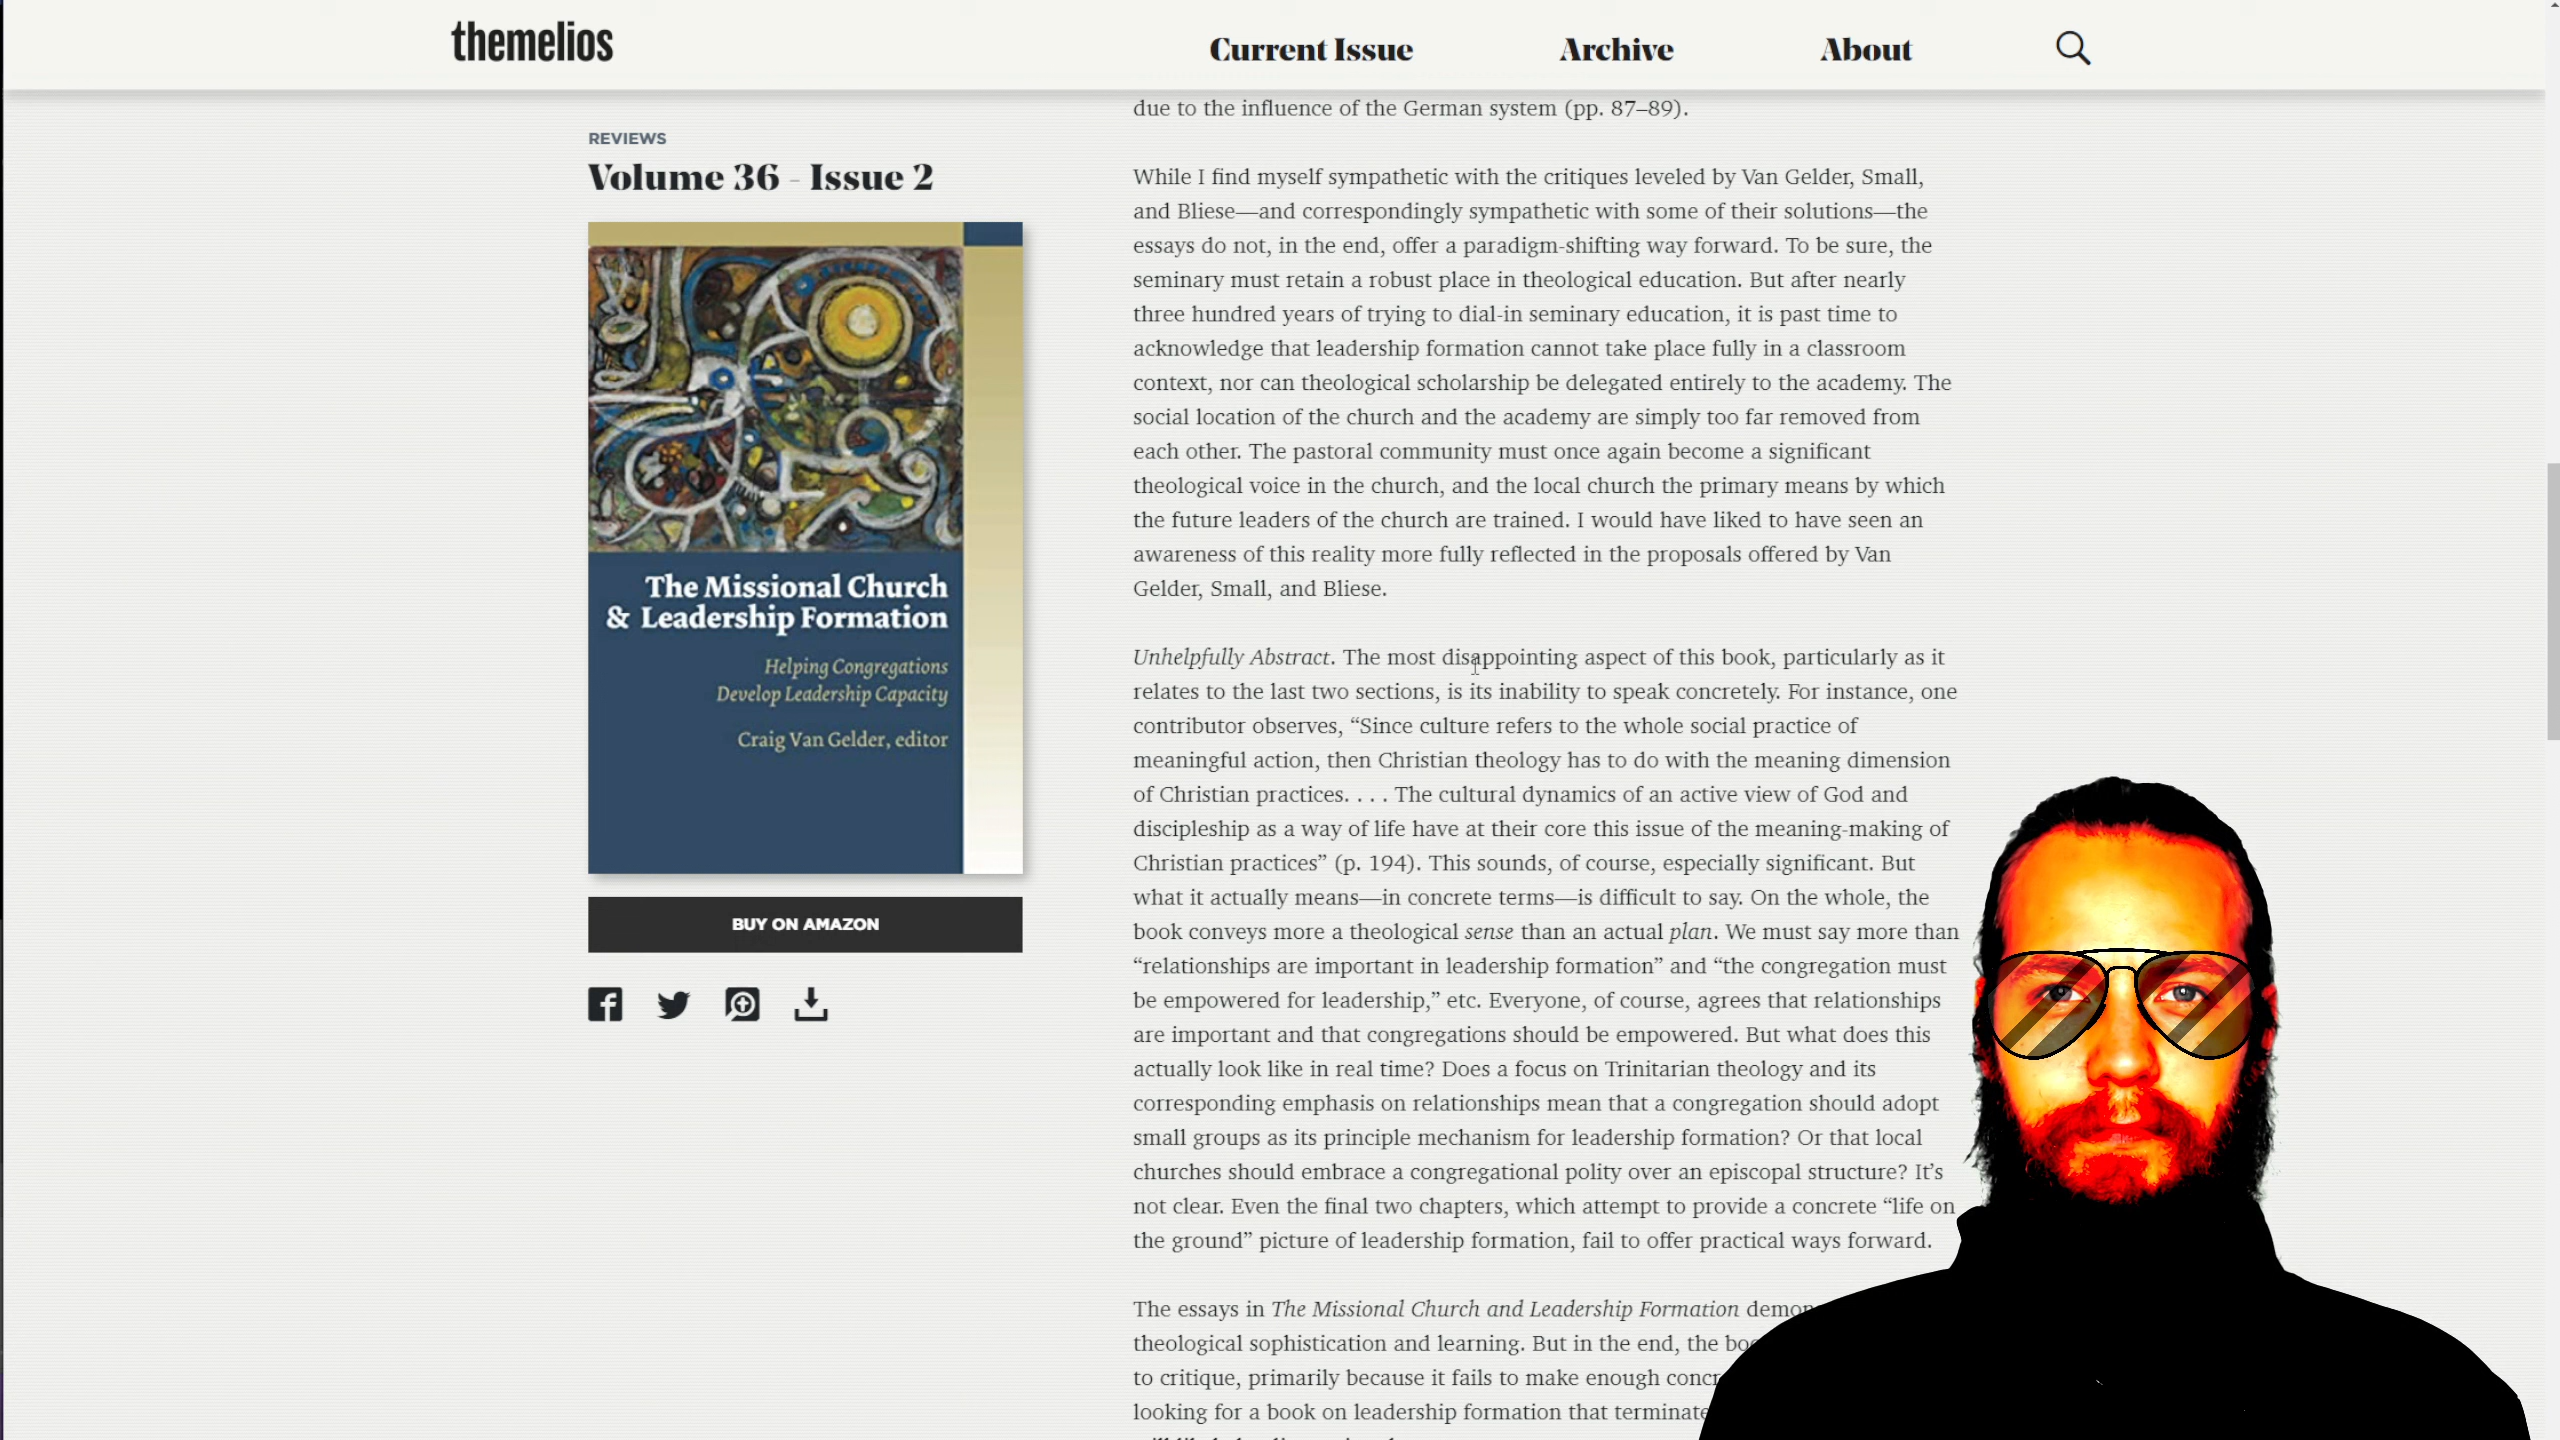 themelios
Current Issue
Archive
About
REVIEWS
Volume 36 - Issue 2
The Missional Church
& Leadership Formation
Helping Congregations
Develop Leadership Capacity
Craig Van Gelder, editor
BUY ON AMAZON
due to the influence of the German system (pp. 87–89).
While I find myself sympathetic with the critiques leveled by Van Gelder, Small,
and Bliese—and correspondingly sympathetic with some of their solutions—the
essays do not, in the end, offer a paradigm-shifting way forward. To be sure, the
seminary must retain a robust place in theological education. But after nearly
three hundred years of trying to dial-in seminary education, it is past time to
acknowledge that leadership formation cannot take place fully in a classroom
context, nor can theological scholarship be delegated entirely to the academy. The
social location of the church and the academy are simply too far removed from
each other. The pastoral community must once again become a significant
theological voice in the church, and the local church the primary means by which
the future leaders of the church are trained. I would have liked to have seen an
awareness of this reality more fully reflected in the proposals offered by Van
Gelder, Small, and Bliese.
Unhelpfully Abstract. The most disappointing aspect of this book, particularly as it
relates to the last two sections, is its inability to speak concretely. For instance, one
contributor observes, “Since culture refers to the whole social practice of
meaningful action, then Christian theology has to do with the meaning dimension
of Christian practices. . . . The cultural dynamics of an active view of God and
discipleship as a way of life have at their core this issue of the meaning-making of
Christian practices” (p. 194). This sounds, of course, especially significant. But
what it actually means—in concrete terms—is difficult to say. On the whole, the
book conveys more a theological sense than an actual plan. We must say more than
“relationships are important in leadership formation” and “the congregation must
be empowered for leadership,” etc. Everyone, of course, agrees that relationships
are important and that congregations should be empowered. But what does this
actually look like in real time? Does a focus on Trinitarian theology and its
corresponding emphasis on relationships mean that a congregation should adopt
small groups as its principle mechanism for leadership formation? Or that local
churches should embrace a congregational polity over an episcopal structure? It’s
not clear. Even the final two chapters, which attempt to provide a concrete “life on
the ground” picture of leadership formation, fail to offer practical ways forward.
The essays in The Missional Church and Leadership Formation
theological sophistication and learning. But in the end, the
to critique, primarily because it fails to make enough
looking for a book on leadership formation that